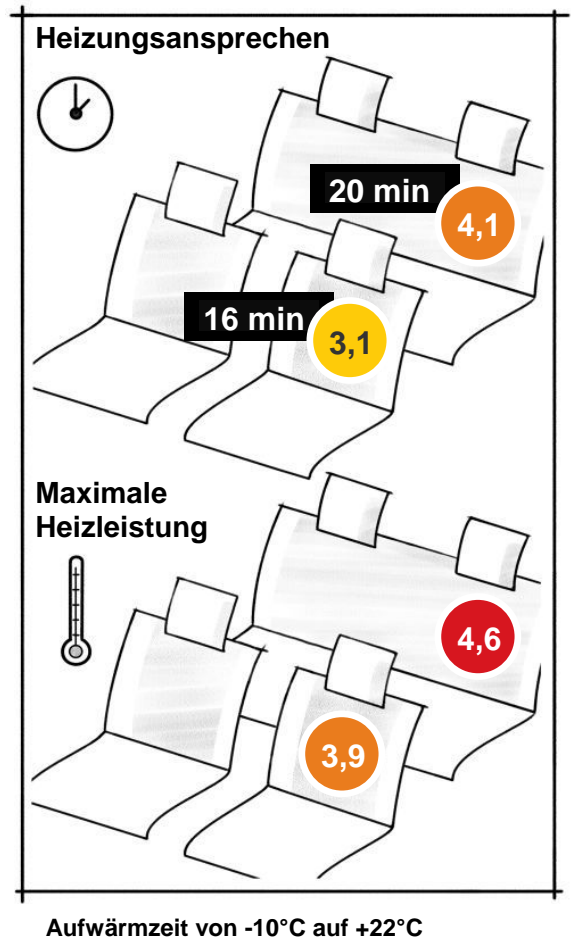 Heizungsansprechen
20 min
4,1
16 min
3,1
Maximale
Heizleistung
4,6
3,9
Aufwärmzeit von -10°C auf +22°C